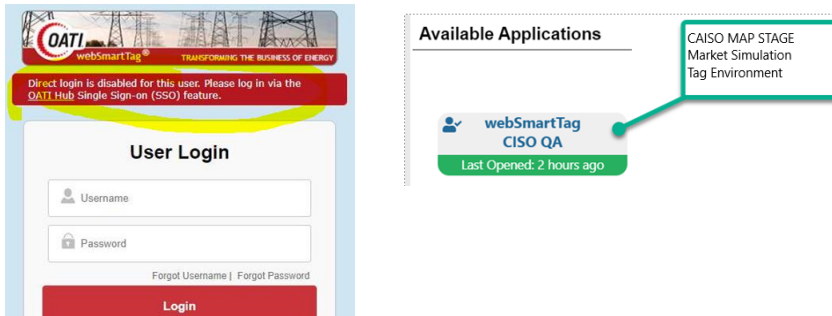 OATI
webSmartTag®
TRANSFORMING THE BUSINESS OF ENERGY
Direct login is disabled for this user. Please log in via the
OATI Hub Single Sign-on (SSO) feature.
User Login
Username
Password
Forgot Username | Forgot Password
Login
Available Applications
webSmartTag
CISO QA
Last Opened: 2 hours ago
CAISO MAP STAGE
Market Simulation
Tag Environment